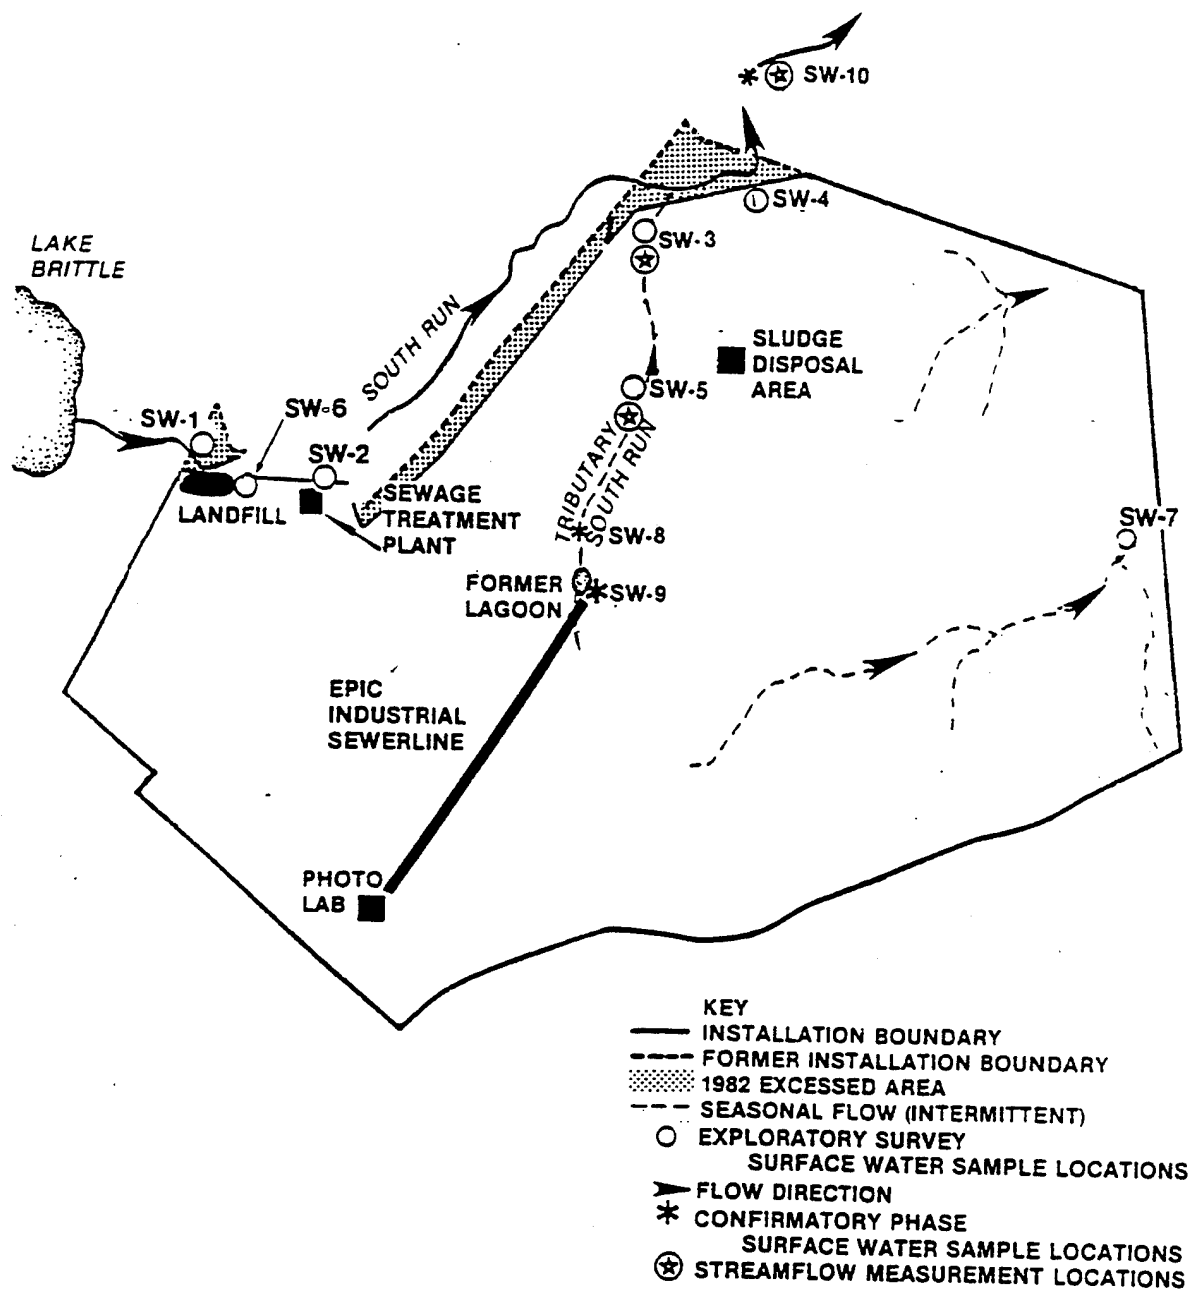 SW-10
SW-4
SW-3
LAKE
BRITTLE
SOUTH RUN
SLUDGE
DISPOSAL
AREA
SW-5
SW-1
SW-6
SW-2
TRIBUTARY
SOUTH RUN
SEWAGE
TREATMENT
PLANT
LANDFILL
SW-7
SW-8
FORMER
LAGOON
SW-9
EPIC
INDUSTRIAL
SEWERLINE
PHOTO
LAB
KEY
INSTALLATION BOUNDARY
FORMER INSTALLATION BOUNDARY
1982 EXCESSED AREA
SEASONAL FLOW (INTERMITTENT)
EXPLORATORY SURVEY
SURFACE WATER SAMPLE LOCATIONS
FLOW DIRECTION
CONFIRMATORY PHASE
SURFACE WATER SAMPLE LOCATIONS
STREAMFLOW MEASUREMENT LOCATIONS